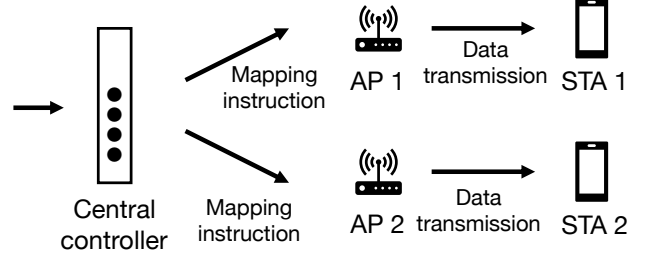 Mapping
instruction
AP 1
Data
transmission
STA 1
Central
controller
Mapping
instruction
AP 2
Data
transmission
STA 2